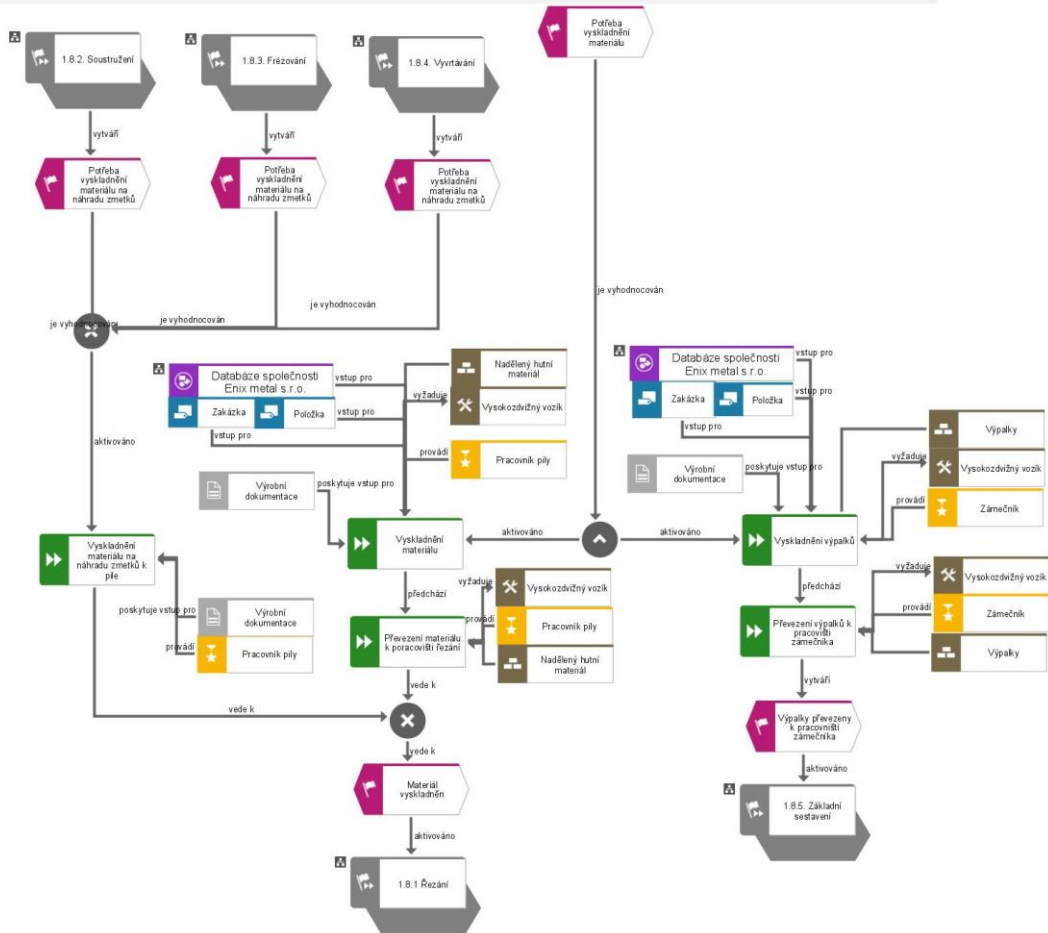 Potřeba
vyskladnění
materiálu
1.8.2. Soustružení
1.8.3. Frézování
1.8.4. Vyvrtávání
vytváří
vytváří
vytváří
Potřeba
vyskladnění
materiálu na
náhradu zmetků
Potřeba
vyskladnění
materiálu na
náhradu zmetků
Potřeba
vyskladnění
materiálu na
náhradu zmetků
je vyhodnocován
je vyhodnocován
je vyhodnocován
je vyhodnocován
Databáze společnosti
Enix metal s.r.o.
vstup pro
Zakázka
Položka
vstup pro
vstup pro
vyžaduje
Nadělený hutní
materiál
Vysokozdvižný vozík
provádí
Pracovník pily
Databáze společnosti
Enix metal s.r.o.
vstup pro
Zakázka
Položka
vstup pro
vstup pro
Výpalky
vyžaduje
Vysokozdvižný vozík
provádí
Zámečník
aktivováno
Výrobní
dokumentace
poskytuje vstup pro
Výrobní
dokumentace
poskytuje vstup pro
Vyskladnění
materiálu na
náhradu zmetků k
pile
Vyskladnění
materiálu
aktivováno
aktivováno
Vyskladnění výpalků
předchází
předchází
poskytuje vstup pro
Výrobní
dokumentace
provádí
Pracovník pily
Převezení materiálu
k poracovišti řezání
vyžaduje
Vysokozdvižný vozík
provádí
Pracovník pily
Nadělený hutní
materiál
Převezení výpalků k
pracovišti
zámečníka
vyžaduje
Vysokozdvižný vozík
provádí
Zámečník
Výpalky
vede k
vede k
vede k
vytváří
Výpalky převezeny
k pracovništi
zámečníka
Materiál
vyskladněn
aktivováno
aktivováno
1.8.5. Základní
sestavení
1.8.1 Řezání